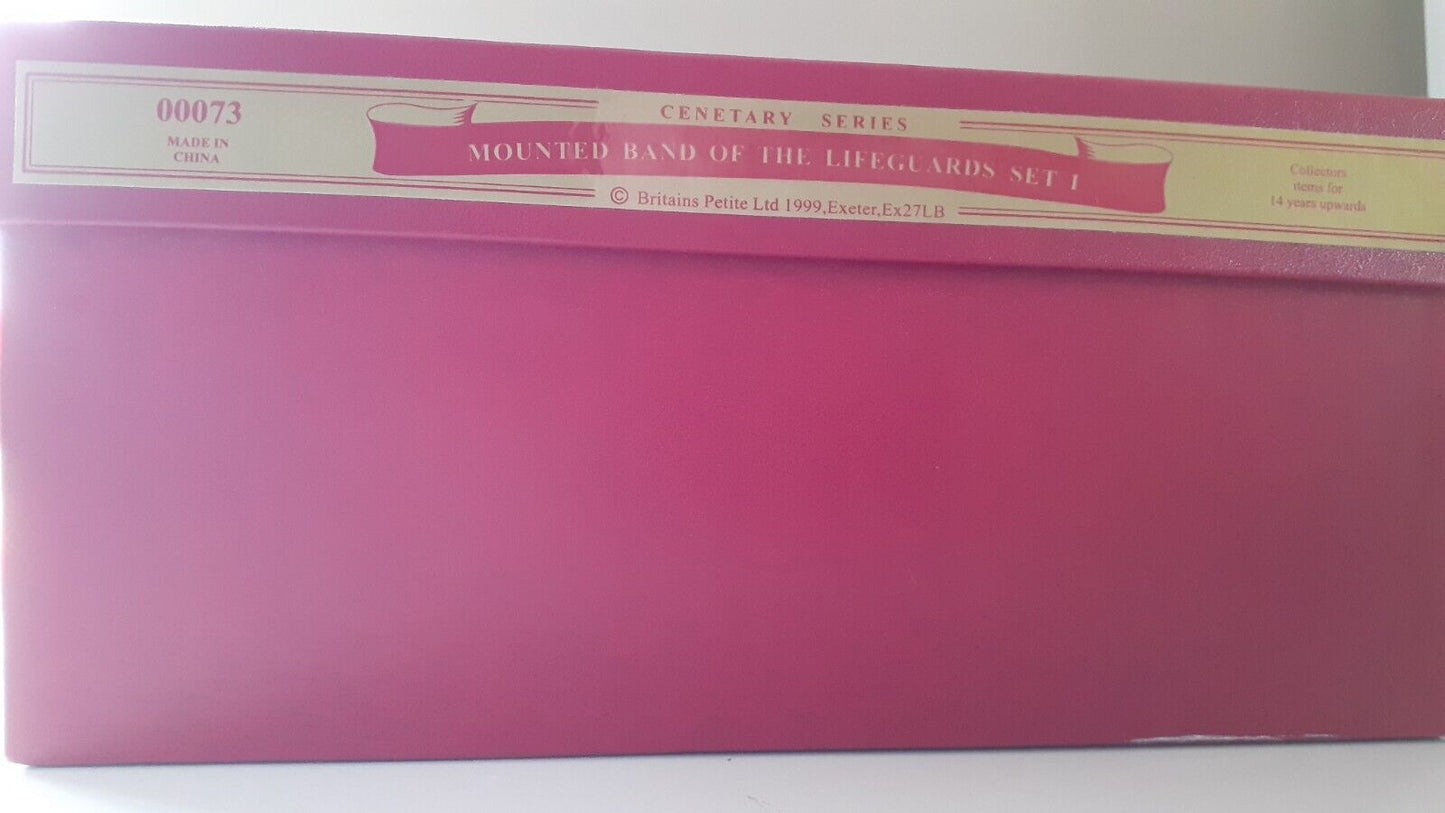 00073
MADE IN
CHINA
CENETARY SERIES
MOUNTED BAND OF THE LIFEGUARDS SET 1
© Britains Petite Ltd 1999,Exeter,Ex27LB
Collectors
items for
14 years upwards